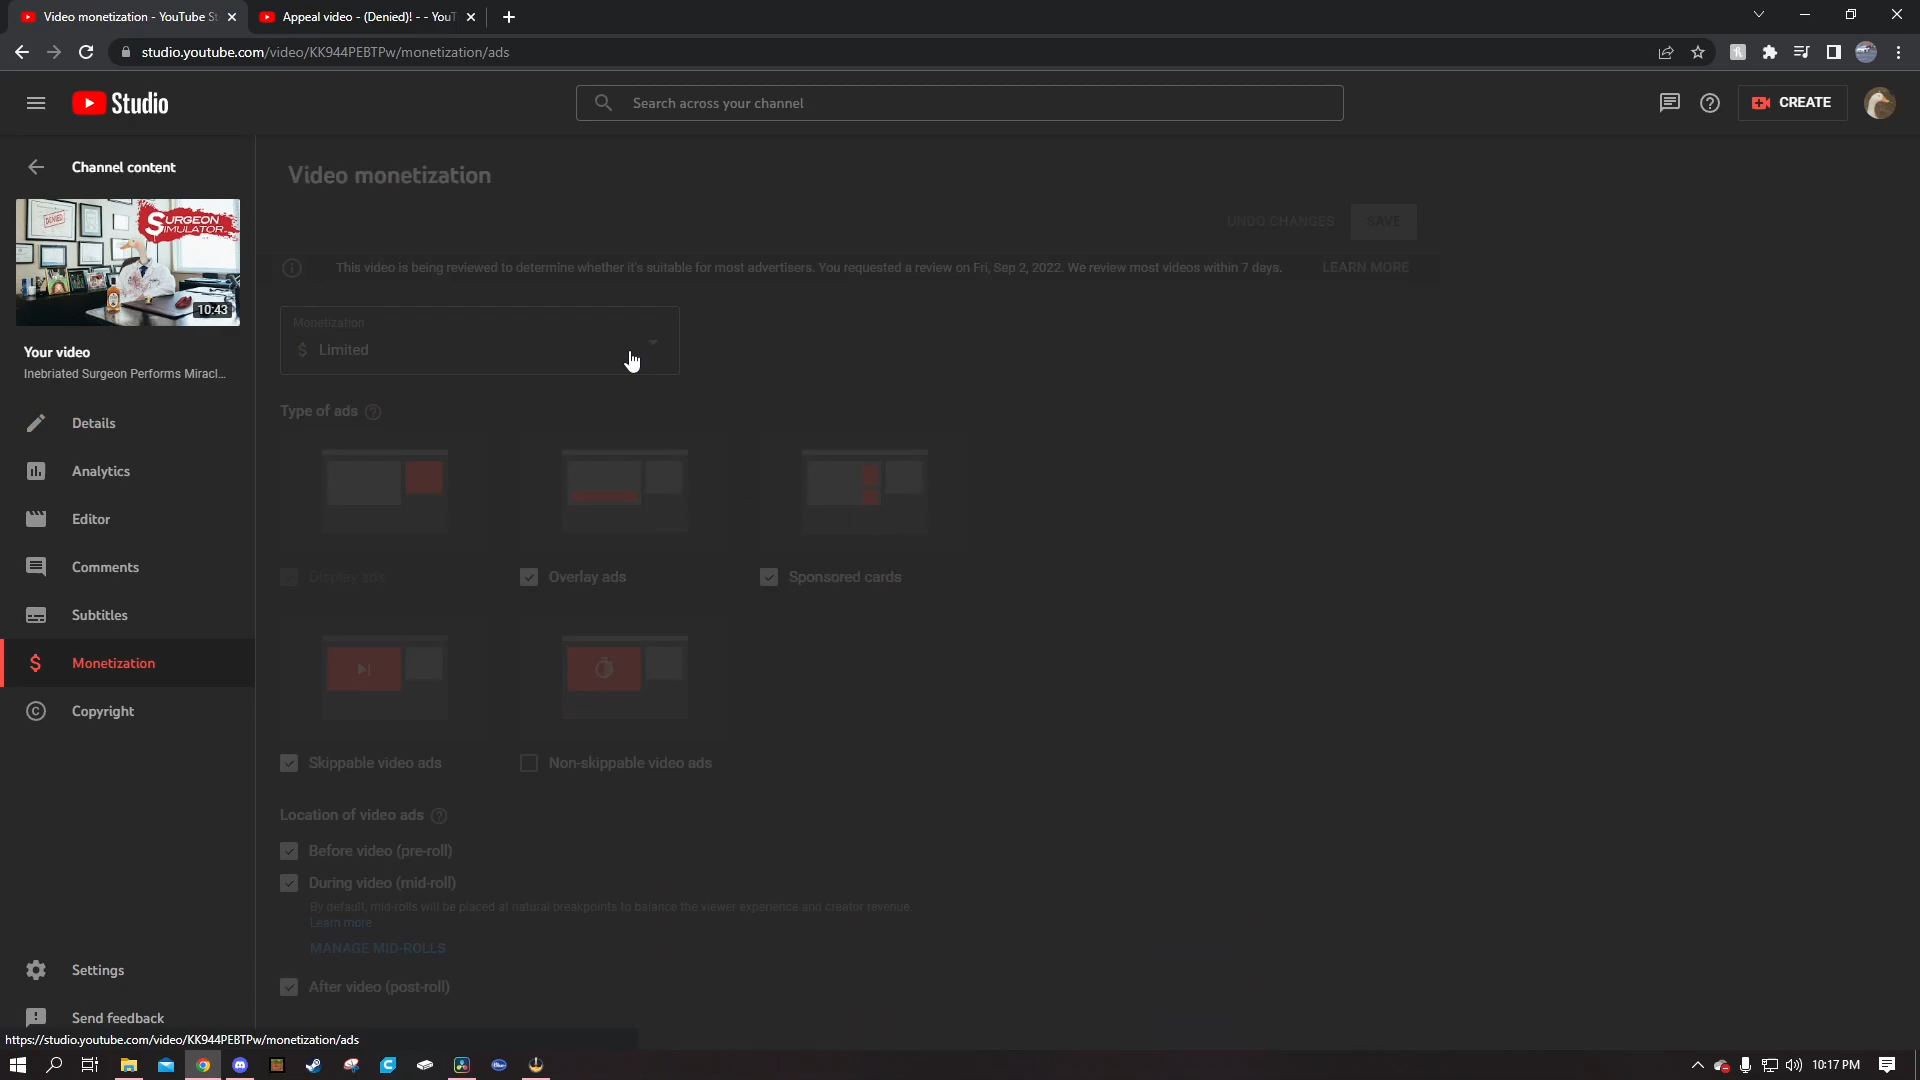 Video monetization - YouTube St
Appeal video - (Denied)! - - YouT
studio.youtube.com/video/KK944PEBTPw/monetization/ads
Studio
Search across your channel
CREATE
Channel content
DENIED
SURGEON
SIMULATOR
10:43
Your video
Inebriated Surgeon Performs Miracl...
Details
Analytics
Editor
Comments
Subtitles
Monetization
Copyright
Settings
Send feedback
Video monetization
UNDO CHANGES
SAVE
This video is being reviewed to determine whether it's suitable for most advertisers. You requested a review on Fri, Sep 2, 2022. We review most videos within 7 days.
LEARN MORE
Monetization
Limited
Type of ads
Display ads
Overlay ads
Sponsored cards
Skippable video ads
Non-skippable video ads
Location of video ads
Before video (pre-roll)
During video (mid-roll)
By default, mid-rolls will be placed at natural breakpoints to balance the viewer experience and creator revenue.
Learn more
MANAGE MID-ROLLS
After video (post-roll)
https://studio.youtube.com/video/KK944PEBTPw/monetization/ads
10:17 PM